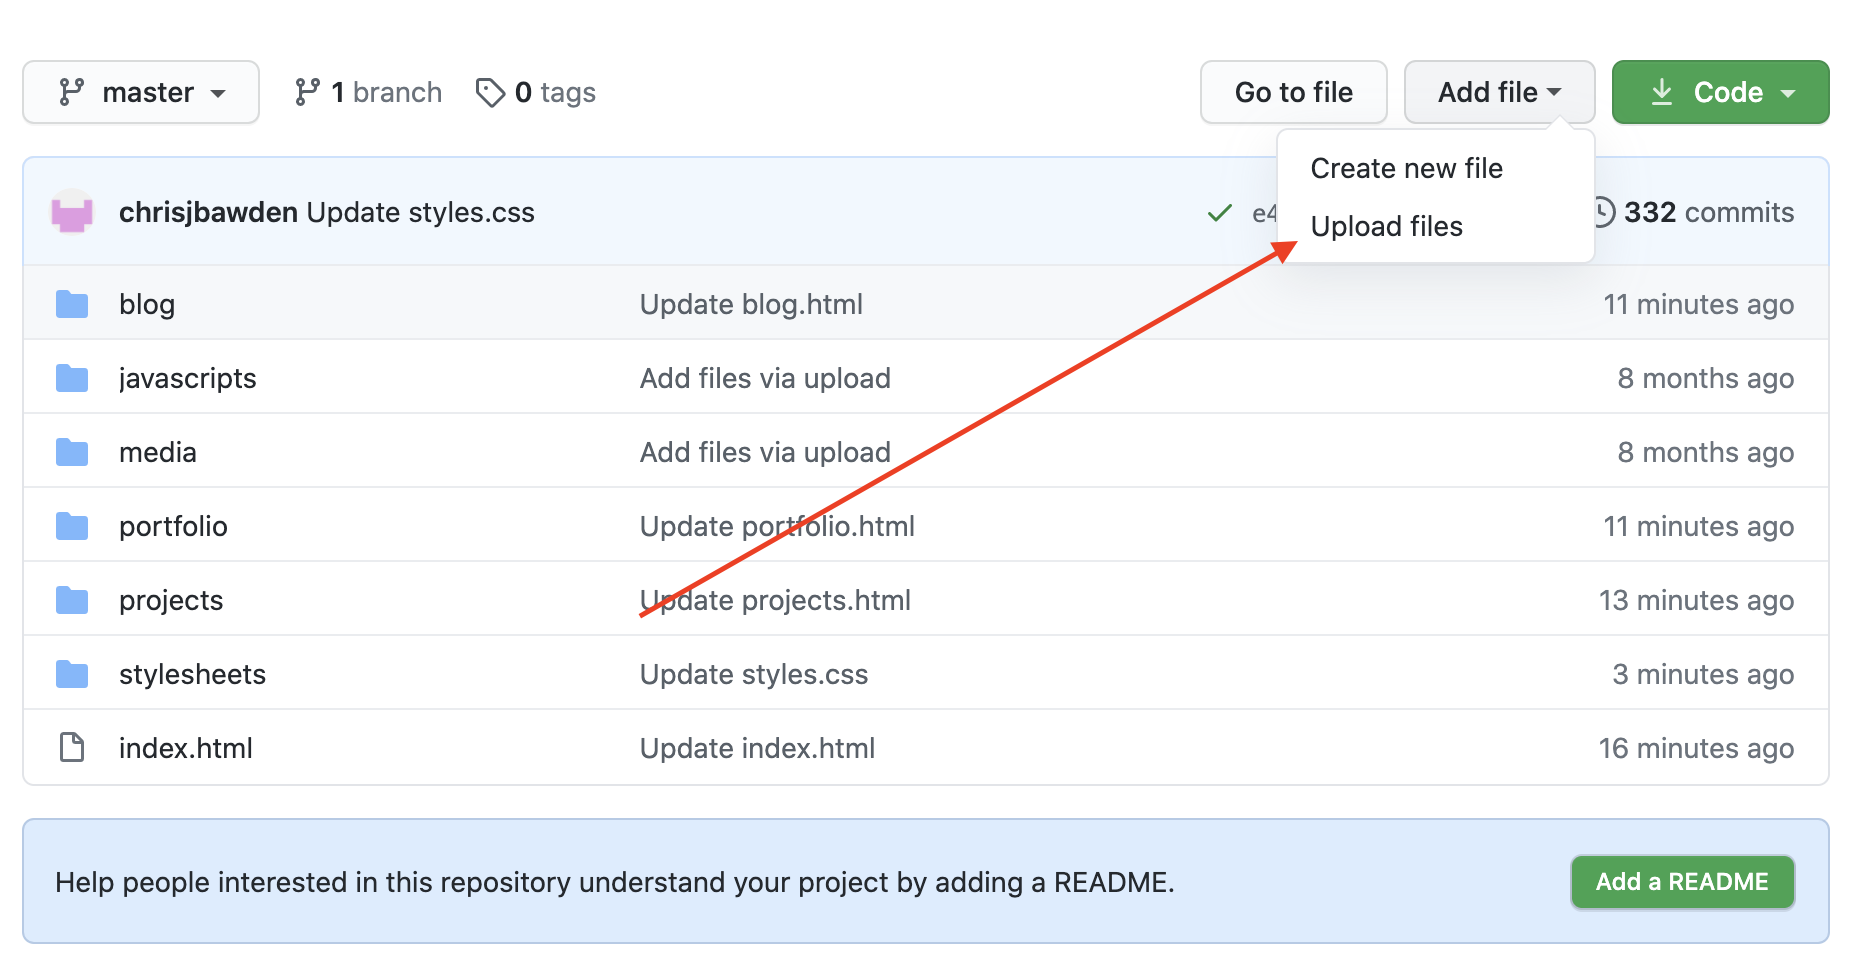 master 1 branch 0 tags Go to file Add file Code
Create new file
Upload files
chrisjbawden Update styles.css 332 commits
blog Update blog.html 11 minutes ago
javascripts Add files via upload 8 months ago
media Add files via upload 8 months ago
portfolio Update portfolio.html 11 minutes ago
projects Update projects.html 13 minutes ago
stylesheets Update styles.css 3 minutes ago
index.html Update index.html 16 minutes ago
Help people interested in this repository understand your project by adding a README. Add a README